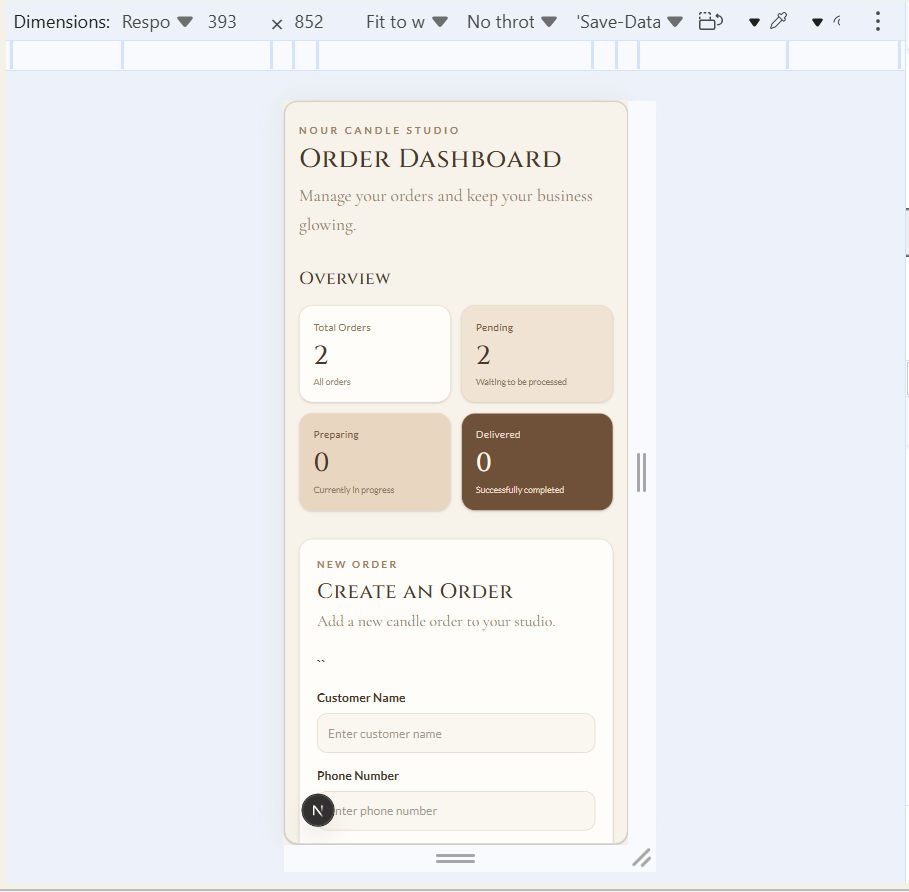 Dimensions: Respo 393 × 852 Fit to w No throt 'Save-Data
NOUR CANDLE STUDIO
Order Dashboard
Manage your orders and keep your business
glowing.
Overview
Total Orders
2
All orders
Pending
2
Waiting to be processed
Preparing
0
Currently in progress
Delivered
0
Successfully completed
NEW ORDER
Create an Order
Add a new candle order to your studio.
``
Customer Name
Enter customer name
Phone Number
N
nter phone number